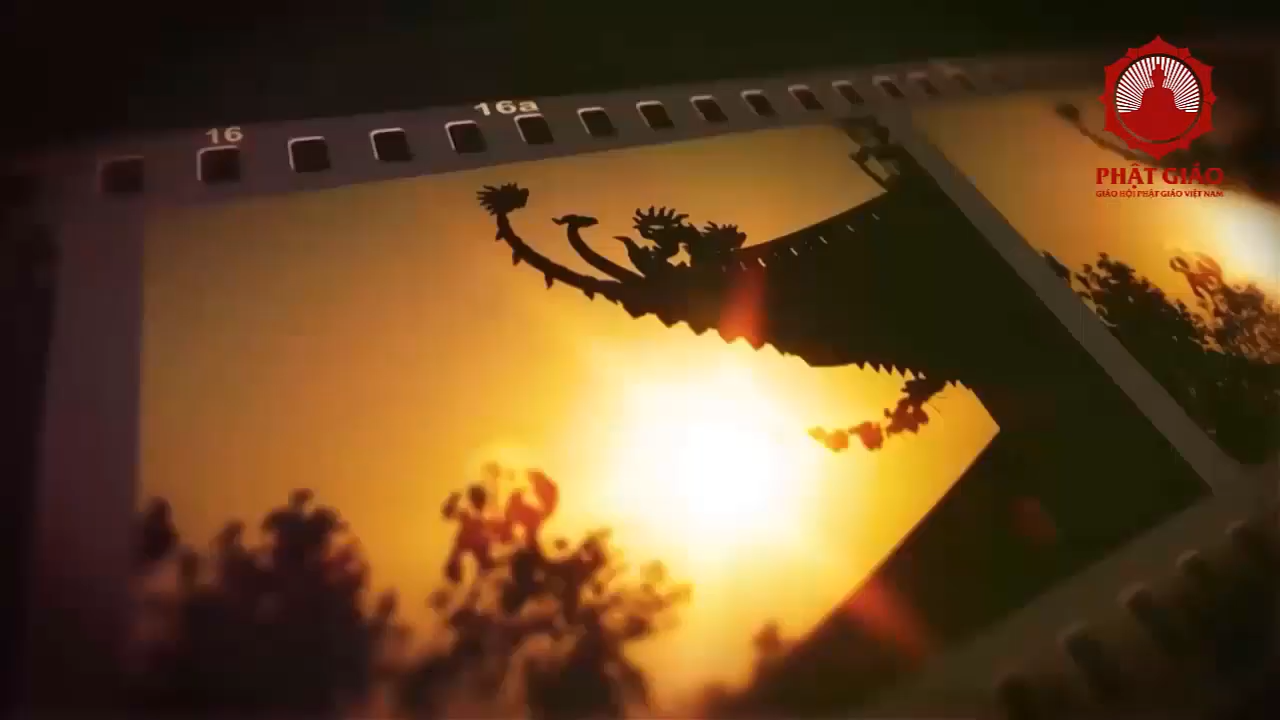 16
16a
PHẬT GIÁO
GIÁO HỘI PHẬT GIÁO VIỆT NAM